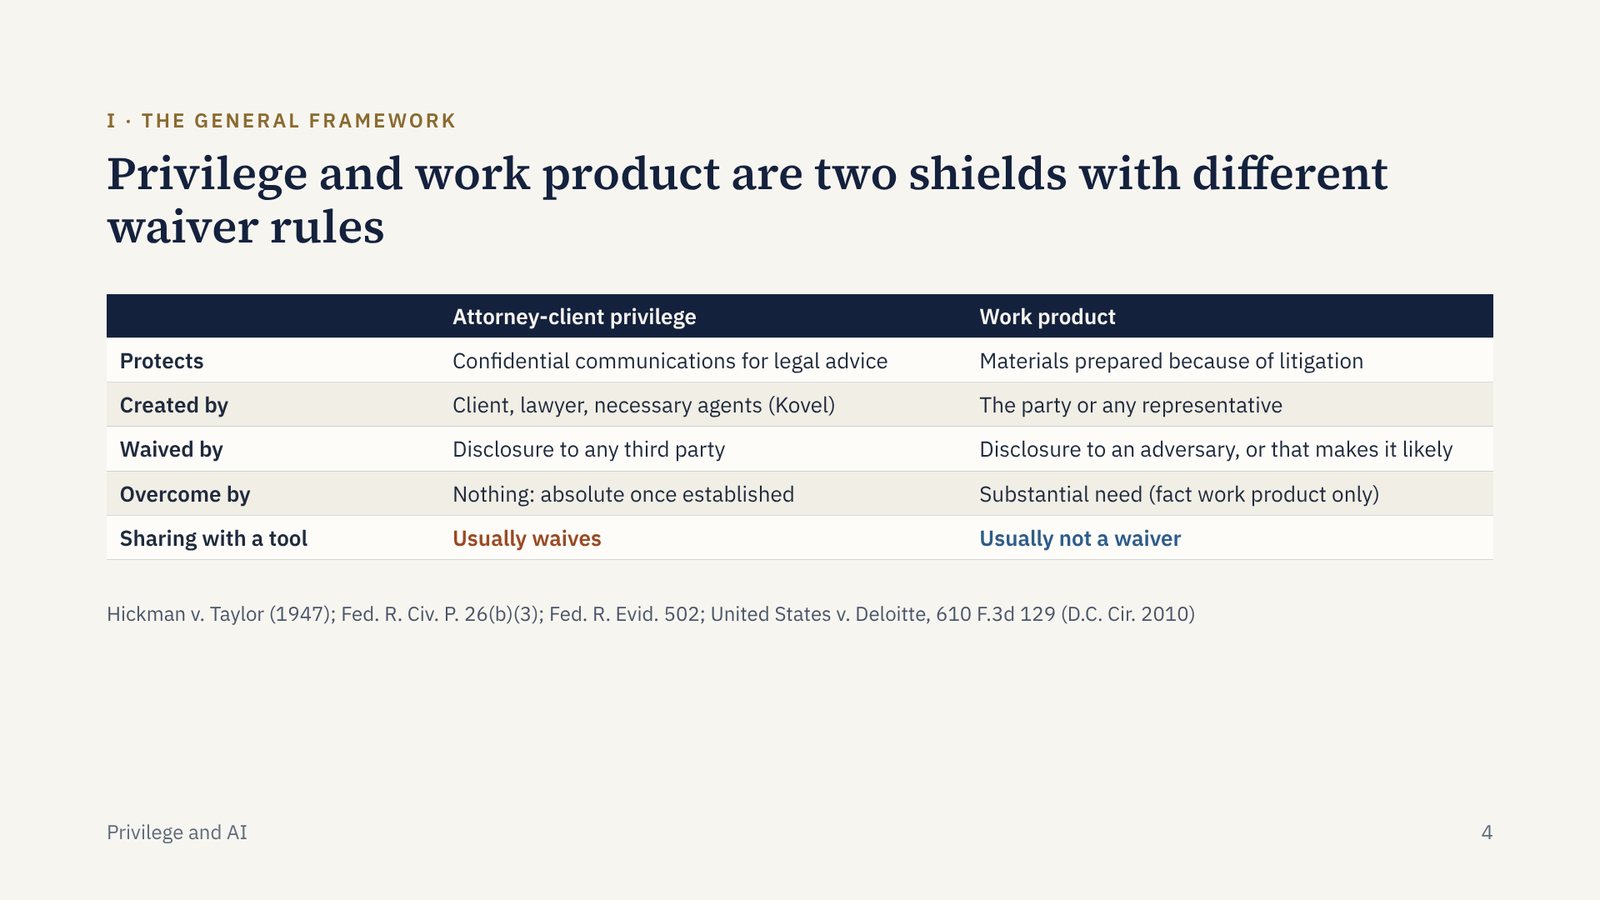 I · THE GENERAL FRAMEWORK
Privilege and work product are two shields with different
waiver rules
Attorney-client privilege Work product
Protects Confidential communications for legal advice Materials prepared because of litigation
Created by Client, lawyer, necessary agents (Kovel) The party or any representative
Waived by Disclosure to any third party Disclosure to an adversary, or that makes it likely
Overcome by Nothing: absolute once established Substantial need (fact work product only)
Sharing with a tool Usually waives Usually not a waiver
Hickman v. Taylor (1947); Fed. R. Civ. P. 26(b)(3); Fed. R. Evid. 502; United States v. Deloitte, 610 F.3d 129 (D.C. Cir. 2010)
Privilege and AI 4